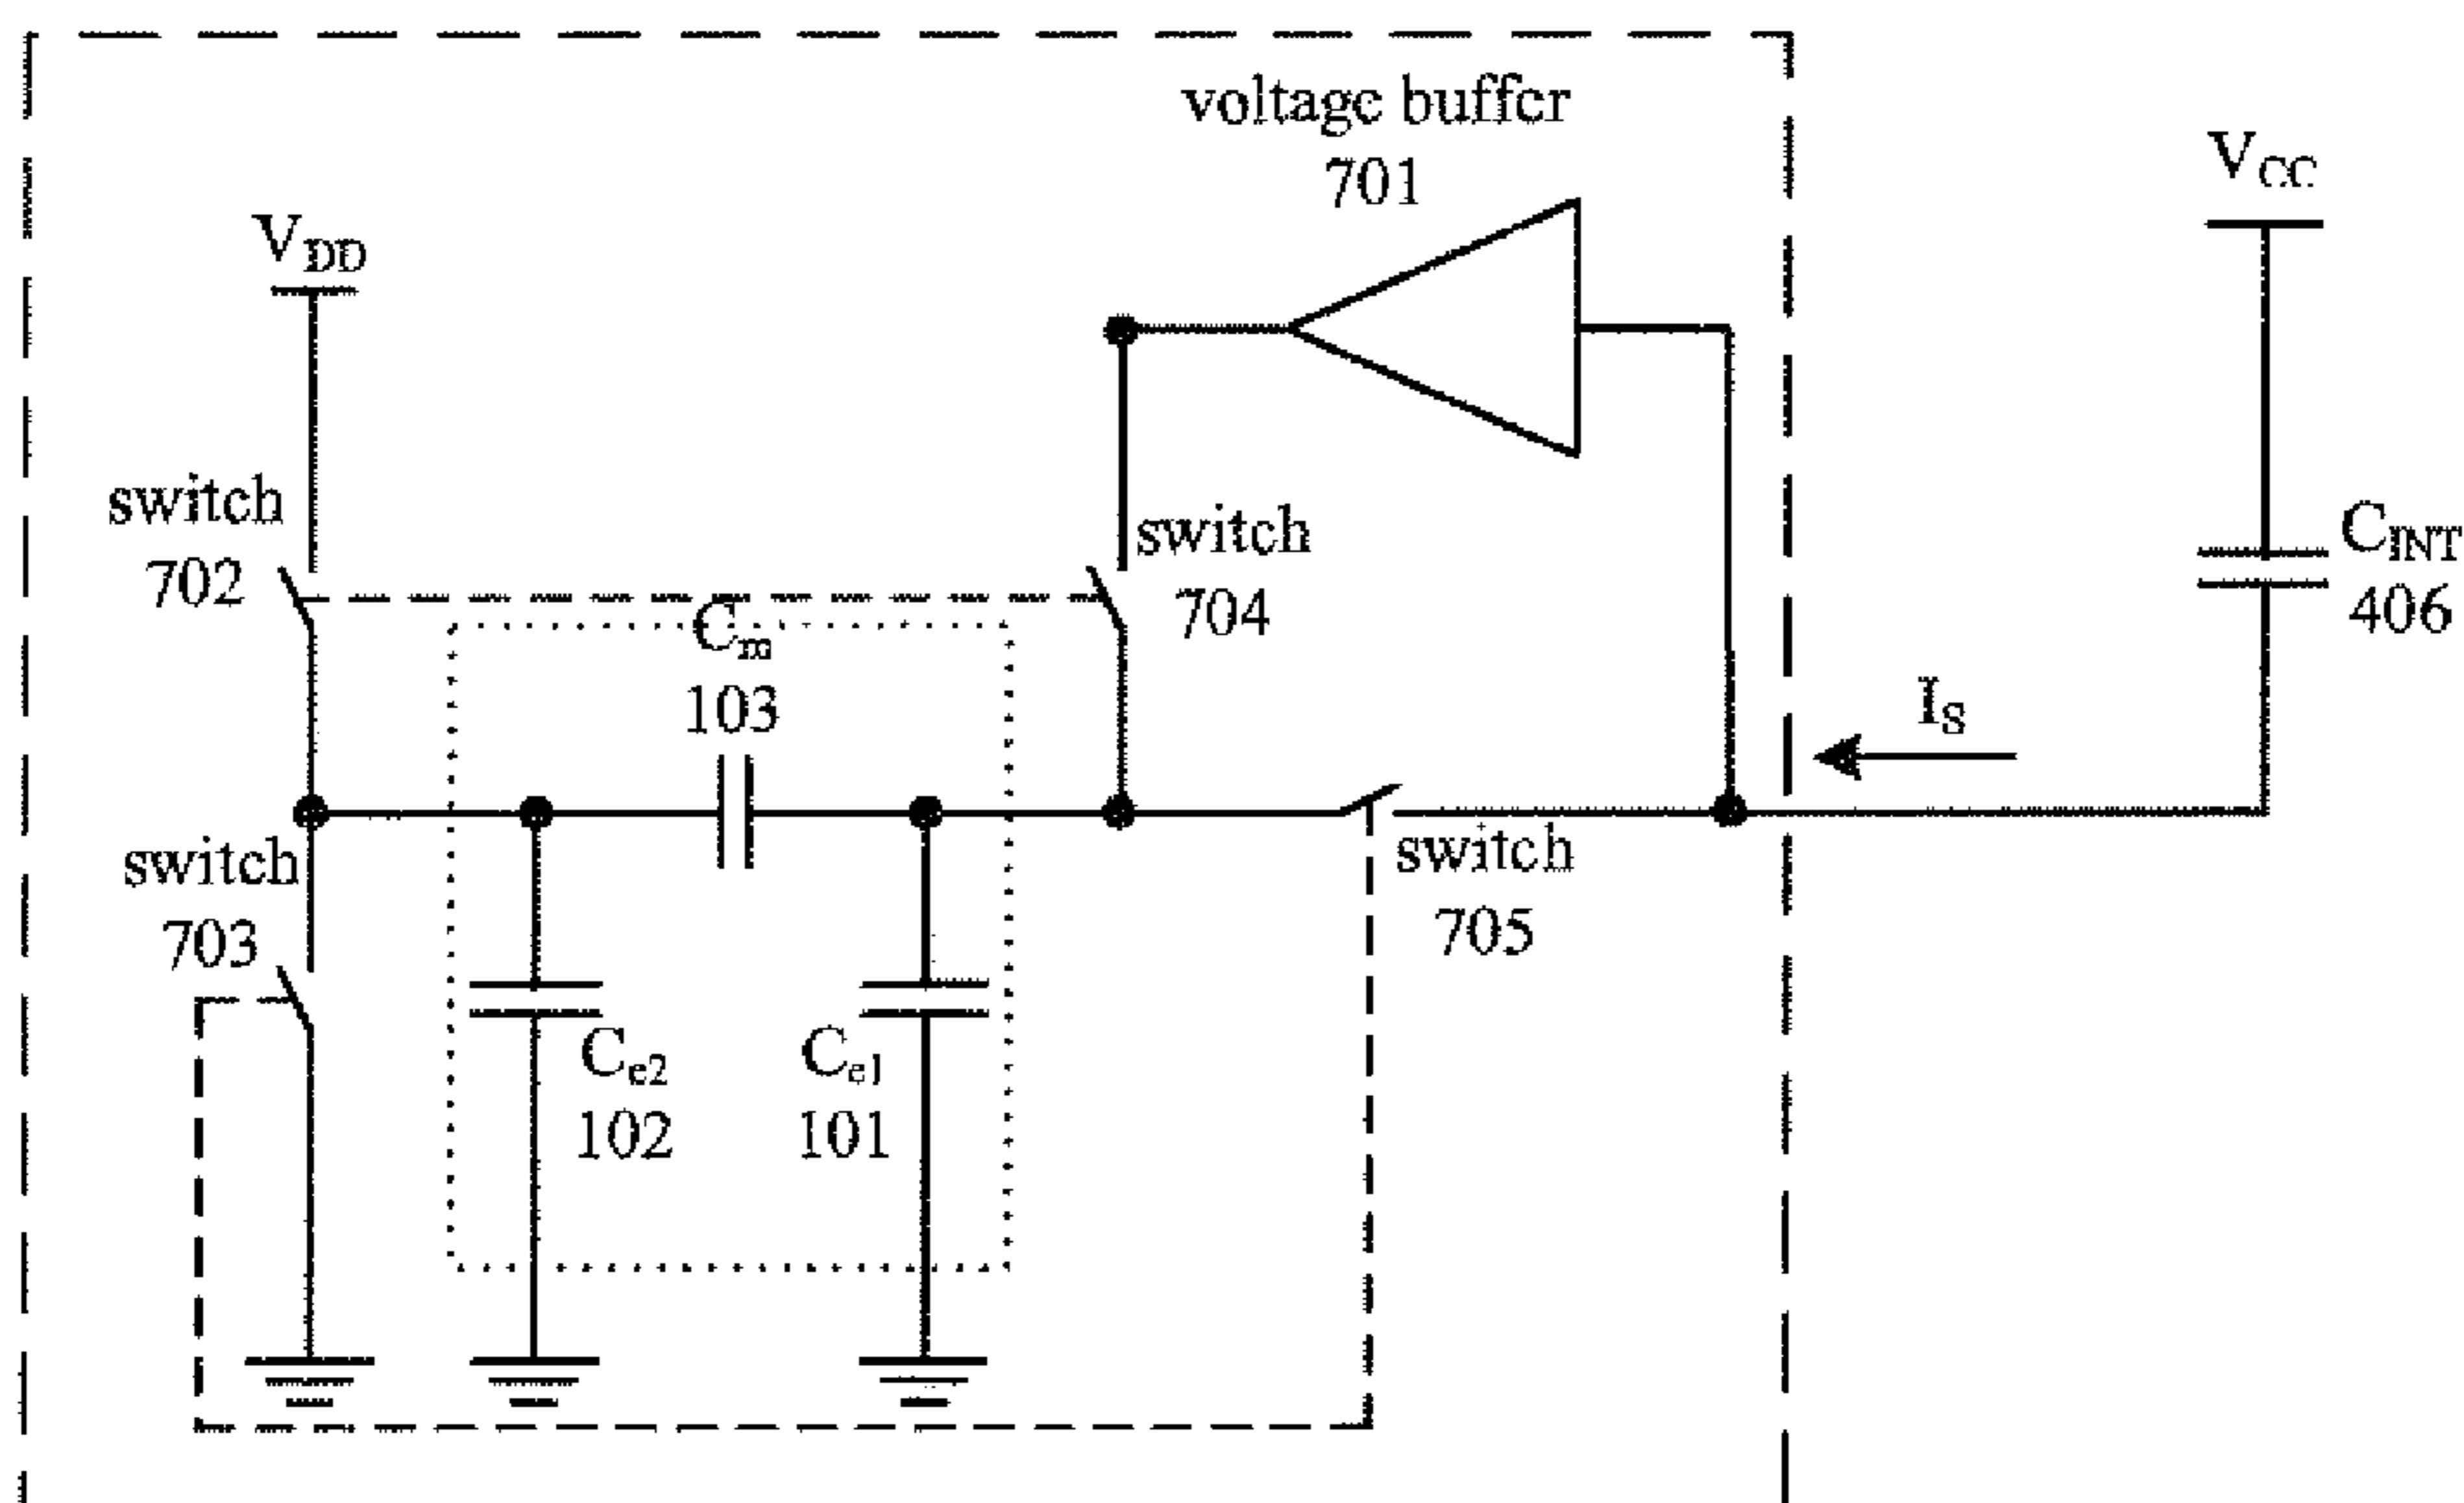 voltage buffer
701
VCC
VDD
switch
702
switch
704
CINT
406
Cm
103
IS
switch
703
switch
705
Ce2
102
Ce1
101